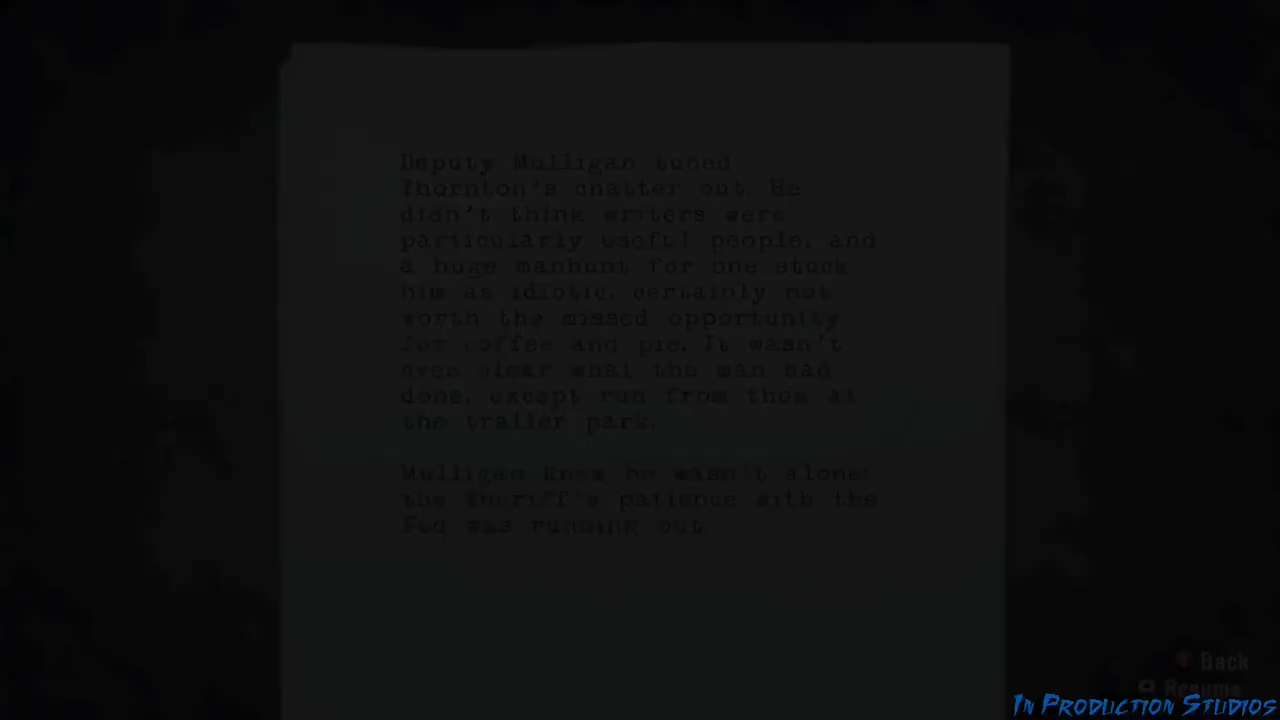 Deputy Mulligan tuned
Thornton's chatter out. He
didn't think writers were
particularly useful people, and
a huge manhunt for one stuck
him as idiotic, certainly not
worth the missed opportunity
for coffee and pie. It wasn't
even clear what the man had
done, except run from them at
the trailer park.
Mulligan knew he wasn't alone:
the Sheriff's patience with the
Fed was running out.
Back
Resume
In Production Studios